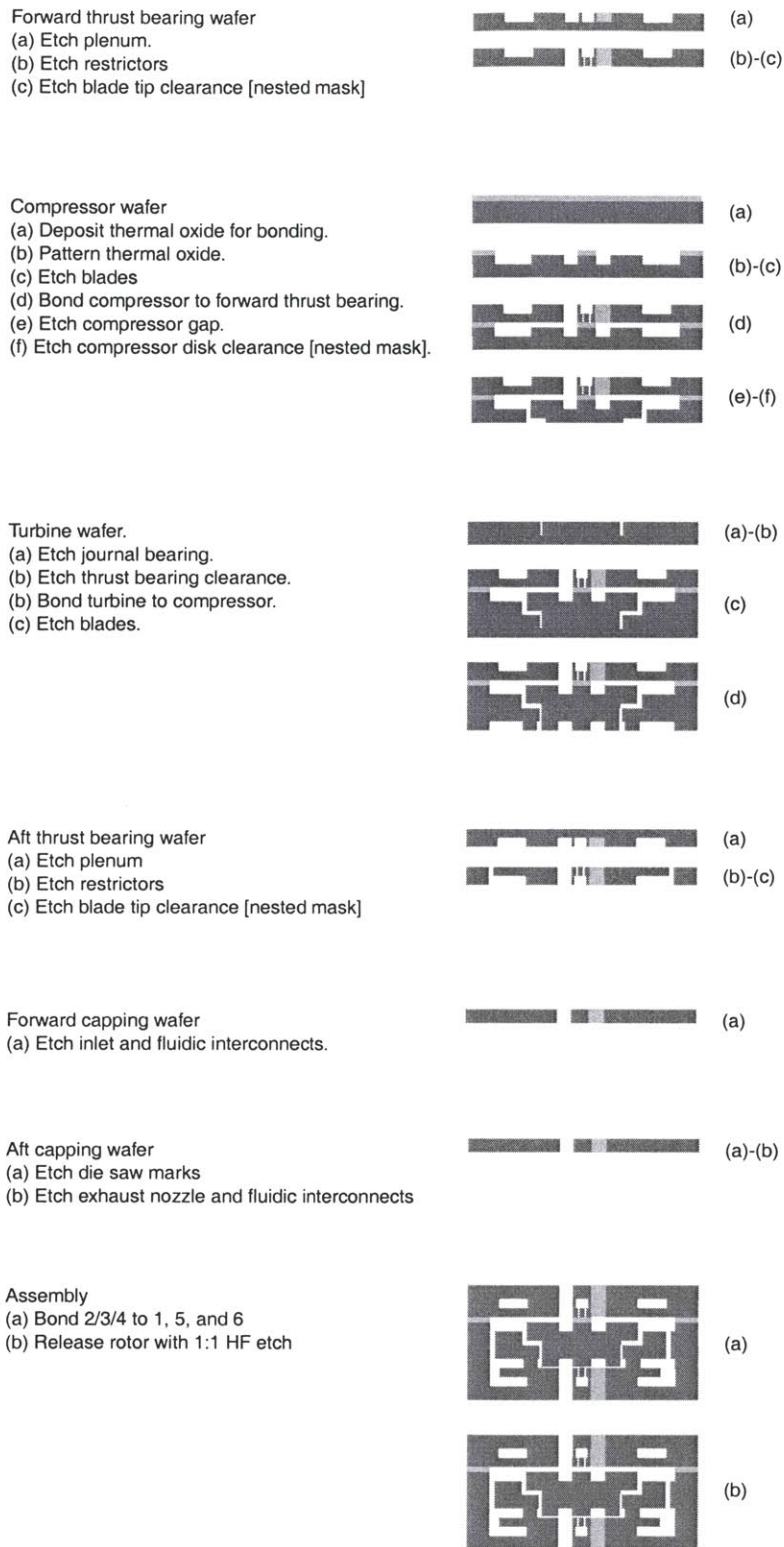 Forward thrust bearing wafer
(a) Etch plenum.
(b) Etch restrictors
(c) Etch blade tip clearance [nested mask]
(a)
(b)-(c)
Compressor wafer
(a) Deposit thermal oxide for bonding.
(b) Pattern thermal oxide.
(c) Etch blades
(d) Bond compressor to forward thrust bearing.
(e) Etch compressor gap.
(f) Etch compressor disk clearance [nested mask].
(a)
(b)-(c)
(d)
(e)-(f)
Turbine wafer.
(a) Etch journal bearing.
(b) Etch thrust bearing clearance.
(b) Bond turbine to compressor.
(c) Etch blades.
(a)-(b)
(c)
(d)
Aft thrust bearing wafer
(a) Etch plenum
(b) Etch restrictors
(c) Etch blade tip clearance [nested mask]
(a)
(b)-(c)
Forward capping wafer
(a) Etch inlet and fluidic interconnects.
(a)
Aft capping wafer
(a) Etch die saw marks
(b) Etch exhaust nozzle and fluidic interconnects
(a)-(b)
Assembly
(a) Bond 2/3/4 to 1, 5, and 6
(b) Release rotor with 1:1 HF etch
(a)
(b)